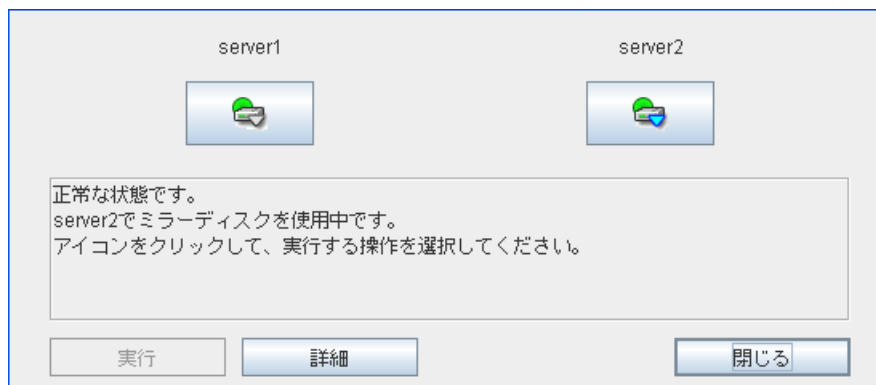 server1
server2
正常な状態です。
server2でミラーディスクを使用中です。
アイコンをクリックして、実行する操作を選択してください。
実行
詳細
閉じる